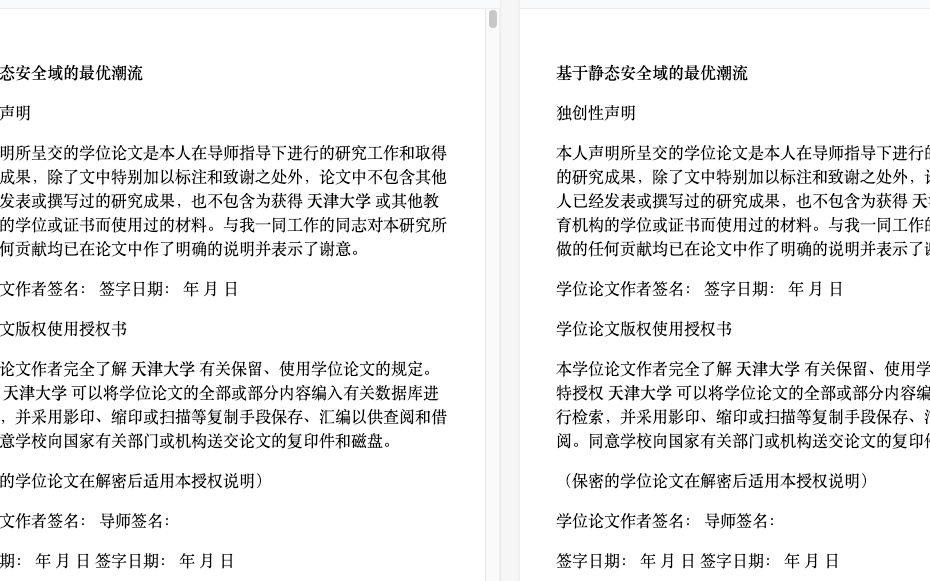 态安全域的最优潮流
声明
明所呈交的学位论文是本人在导师指导下进行的研究工作和取得
成果，除了文中特别加以标注和致谢之处外，论文中不包含其他
发表或撰写过的研究成果，也不包含为获得 天津大学 或其他教
的学位或证书而使用过的材料。与我一同工作的同志对本研究所
何贡献均已在论文中作了明确的说明并表示了谢意。
文作者签名： 签字日期： 年 月 日
文版权使用授权书
论文作者完全了解 天津大学 有关保留、使用学位论文的规定。
天津大学 可以将学位论文的全部或部分内容编入有关数据库进
，并采用影印、缩印或扫描等复制手段保存、汇编以供查阅和借
意学校向国家有关部门或机构送交论文的复印件和磁盘。
的学位论文在解密后适用本授权说明）
文作者签名： 导师签名：
期： 年 月 日 签字日期： 年 月 日
基于静态安全域的最优潮流
独创性声明
本人声明所呈交的学位论文是本人在导师指导下进行的
的研究成果，除了文中特别加以标注和致谢之处外，
人已经发表或撰写过的研究成果，也不包含为获得 天
育机构的学位或证书而使用过的材料。与我一同工作的
做的任何贡献均已在论文中作了明确的说明并表示了
学位论文作者签名： 签字日期： 年 月 日
学位论文版权使用授权书
本学位论文作者完全了解 天津大学 有关保留、使用学
特授权 天津大学 可以将学位论文的全部或部分内容编
行检索，并采用影印、缩印或扫描等复制手段保存、
阅。同意学校向国家有关部门或机构送交论文的复印
（保密的学位论文在解密后适用本授权说明）
学位论文作者签名： 导师签名：
签字日期： 年 月 日 签字日期： 年 月 日